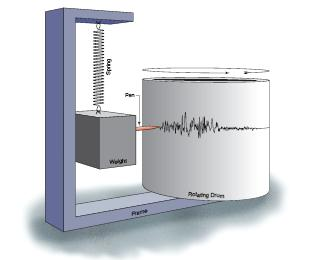 Spring
Pen
Weight
Rotating Drum
Frame